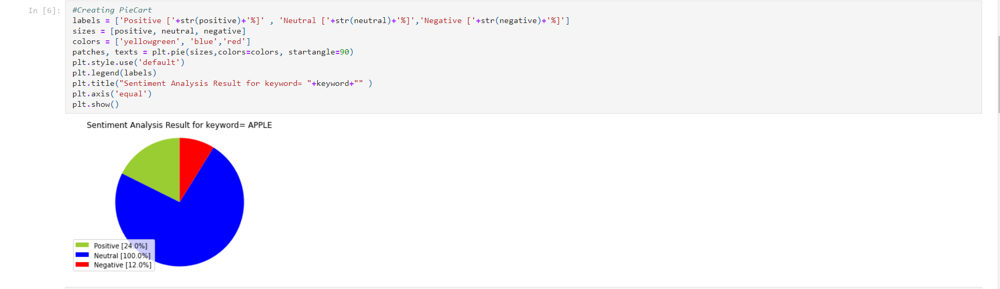 In [6]:
#Creating PieCart
labels = ['Positive ['+str(positive)+'%]' , 'Neutral ['+str(neutral)+'%]','Negative ['+str(negative)+'%]']
sizes = [positive, neutral, negative]
colors = ['yellowgreen', 'blue','red']
patches, texts = plt.pie(sizes,colors=colors, startangle=90)
plt.style.use('default')
plt.legend(labels)
plt.title("Sentiment Analysis Result for keyword= "+keyword+"" )
plt.axis('equal')
plt.show()
Sentiment Analysis Result for keyword= APPLE
Positive [24.0%]
Neutral [100.0%]
Negative [12.0%]